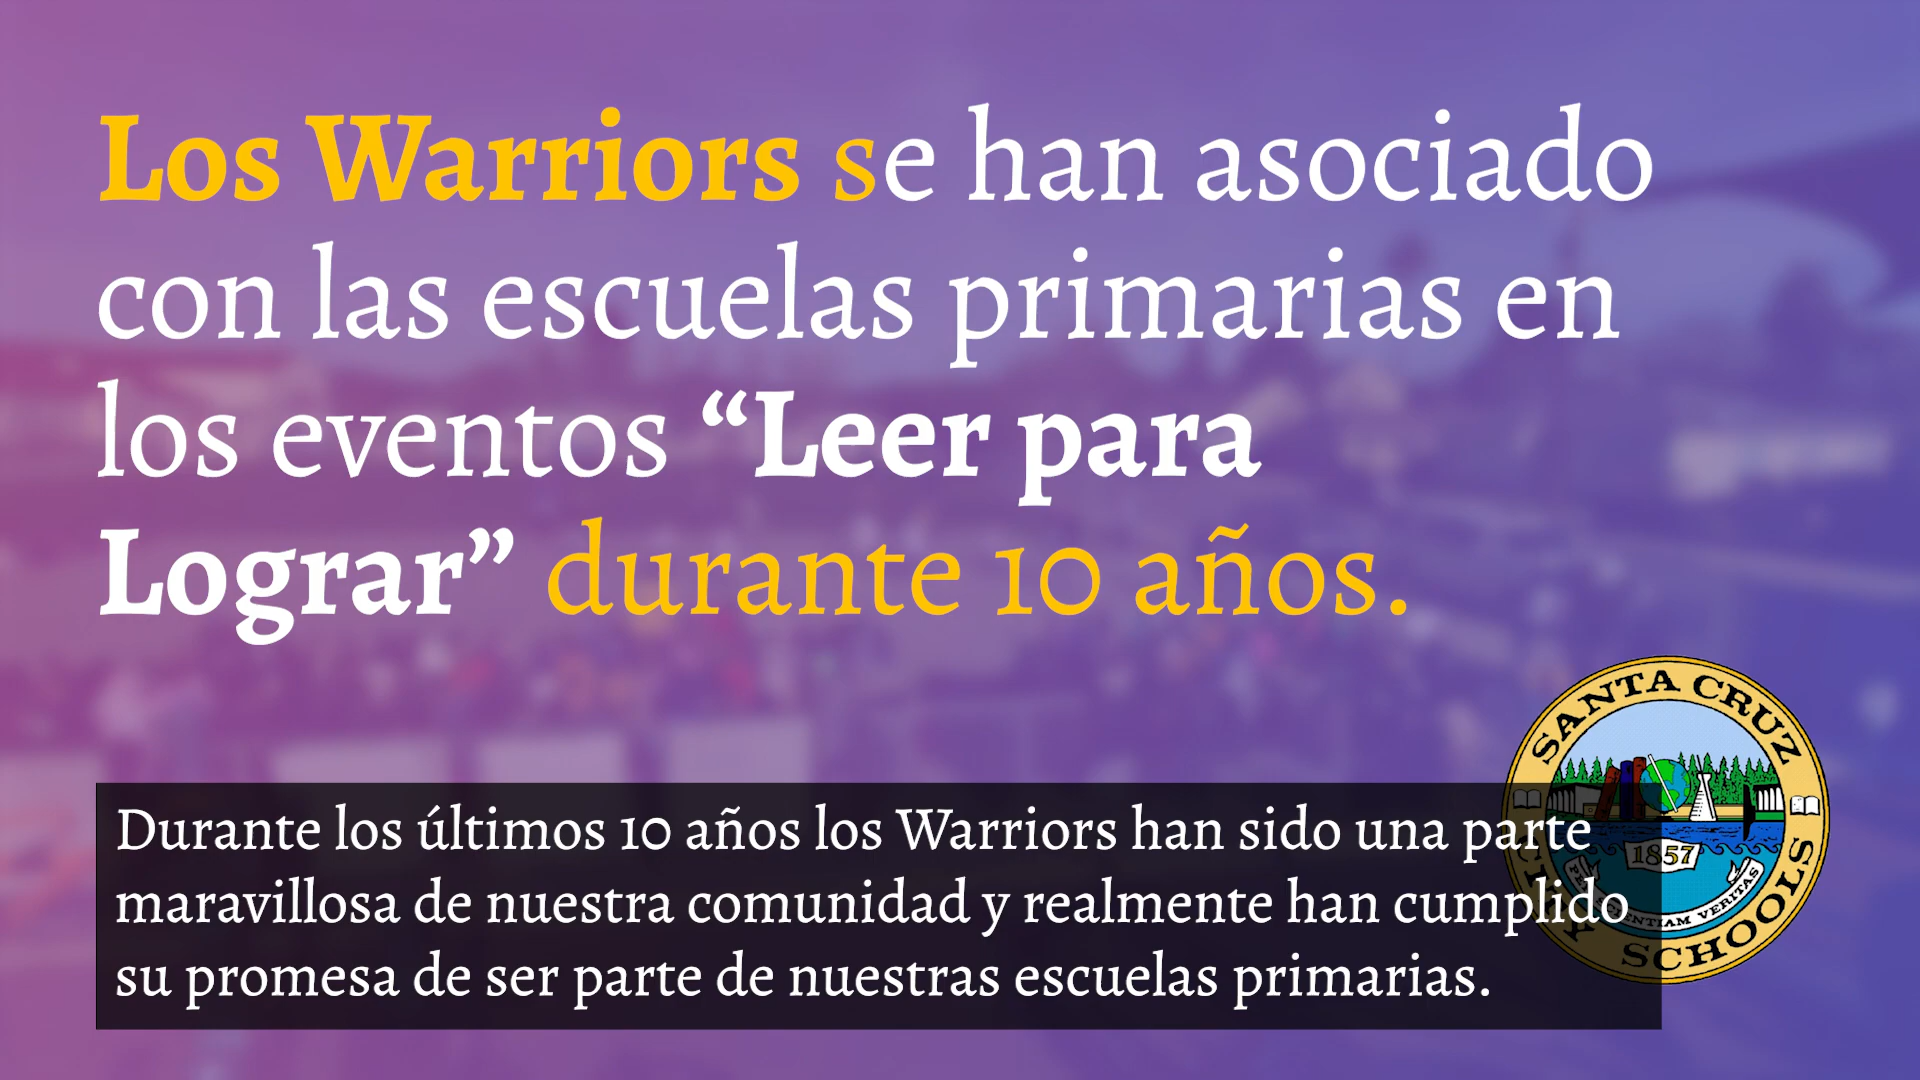 Los Warriors se han asociado
con las escuelas primarias en
los eventos “Leer para
Lograr” durante 10 años.
SANTA CRUZ
CITY SCHOOLS
1857
Durante los últimos 10 años los Warriors han sido una parte
maravillosa de nuestra comunidad y realmente han cumplido
su promesa de ser parte de nuestras escuelas primarias.